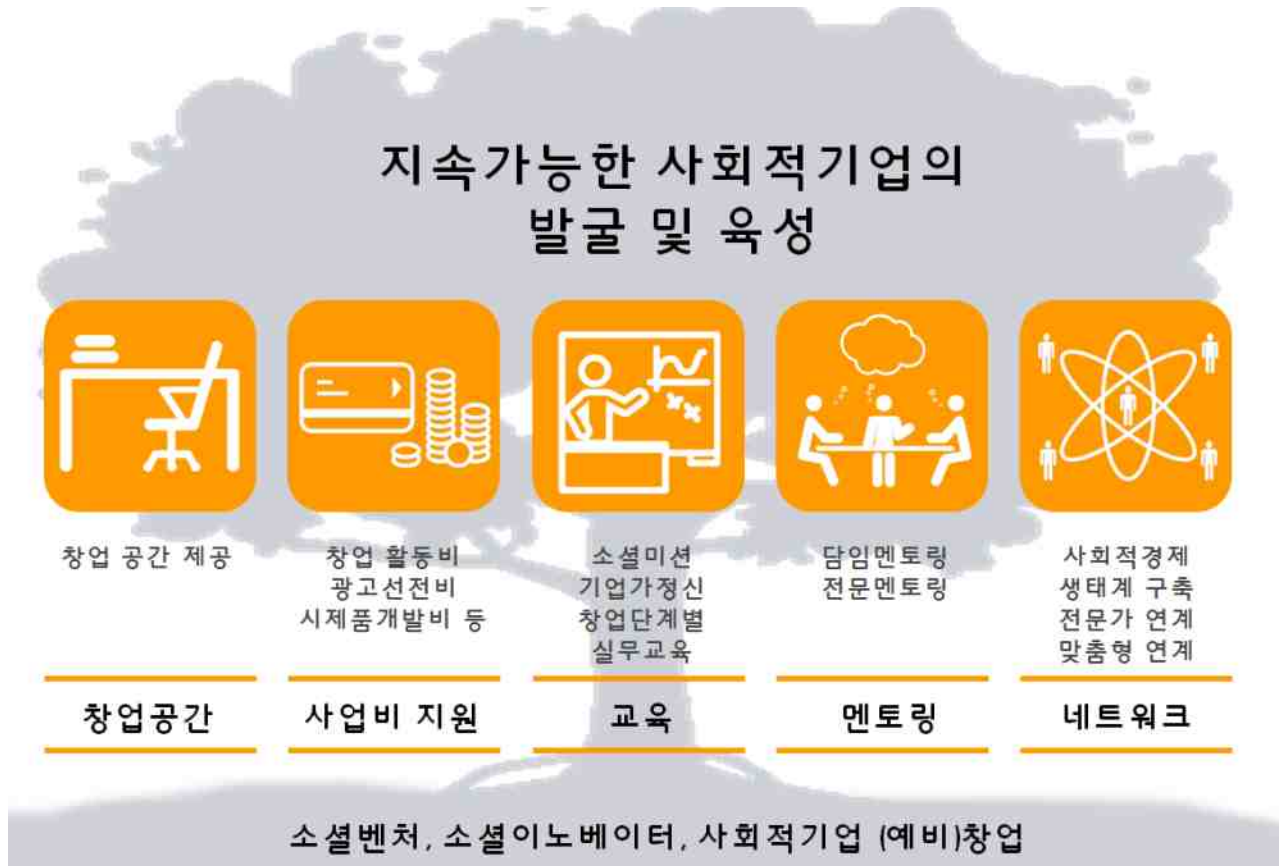 지속가능한 사회적기업의
발굴 및 육성
창업 공간 제공
창업 활동비
광고선전비
시제품개발비 등
소셜미션
기업가정신
창업단계별
실무교육
담임멘토링
전문멘토링
사회적경제
생태계 구축
전문가 연계
맞춤형 연계
창업공간
사업비 지원
교육
멘토링
네트워크
소셜벤처, 소셜이노베이터, 사회적기업 (예비)창업